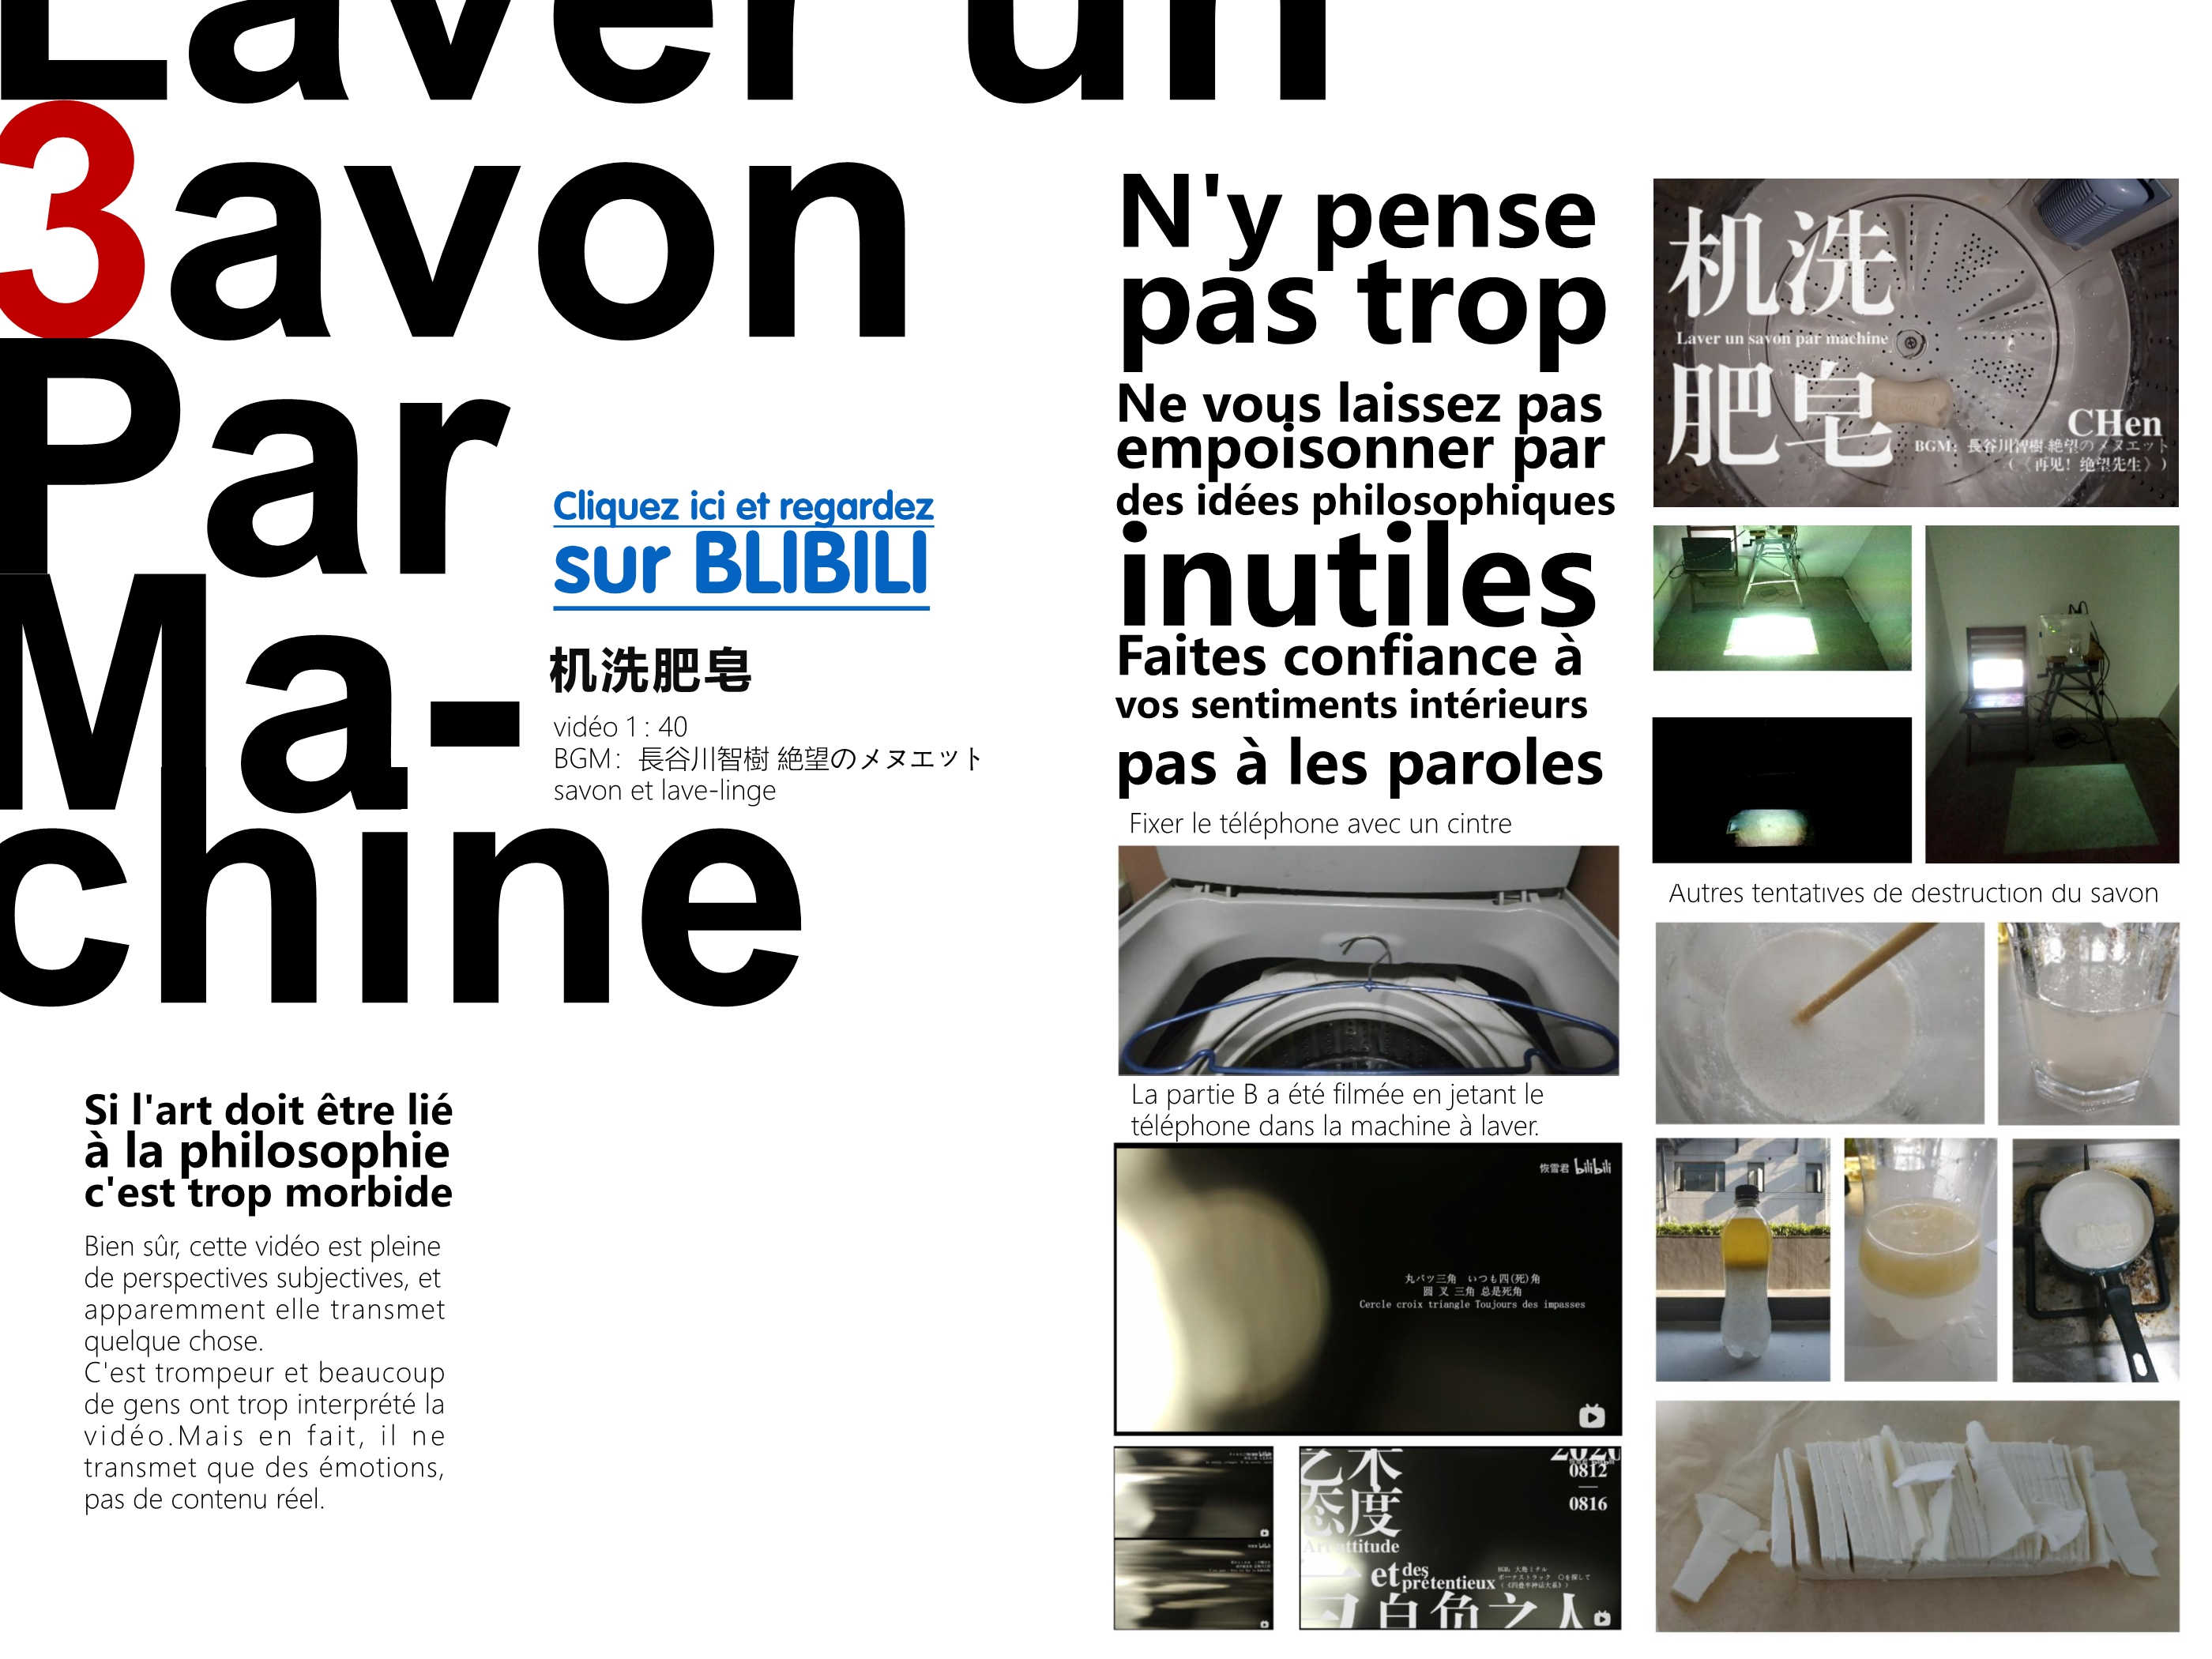 Laver un
3avon
Par
Ma-
chine
Cliquez ici et regardez
sur BLIBILI
机洗肥皂
vidéo 1 : 40
BGM：長谷川智樹 絶望のメヌエット
savon et lave-linge
Si l'art doit être lié
à la philosophie
c'est trop morbide
Bien sûr, cette vidéo est pleine
de perspectives subjectives, et
apparemment elle transmet
quelque chose.
C'est trompeur et beaucoup
de gens ont trop interprété la
vidéo.Mais en fait, il ne
transmet que des émotions,
pas de contenu réel.
N'y pense
pas trop
Ne vous laissez pas
empoisonner par
des idées philosophiques
inutiles
Faites confiance à
vos sentiments intérieurs
pas à les paroles
Fixer le téléphone avec un cintre
La partie B a été filmée en jetant le
téléphone dans la machine à laver.
恢雪君 bilibili
丸バツ三角 いつも四(死)角
圆 叉 三角 总是死角
Cercle croix triangle Toujours des impasses
艺术
态度
Art attitude
2020
0812
—
0816
et des
prétentieux
自负之人
机洗
Laver un savon par machine
肥皂
CHen
BGM：長谷川智樹 絶望のメヌエット
（《再见！绝望先生》）
Autres tentatives de destruction du savon